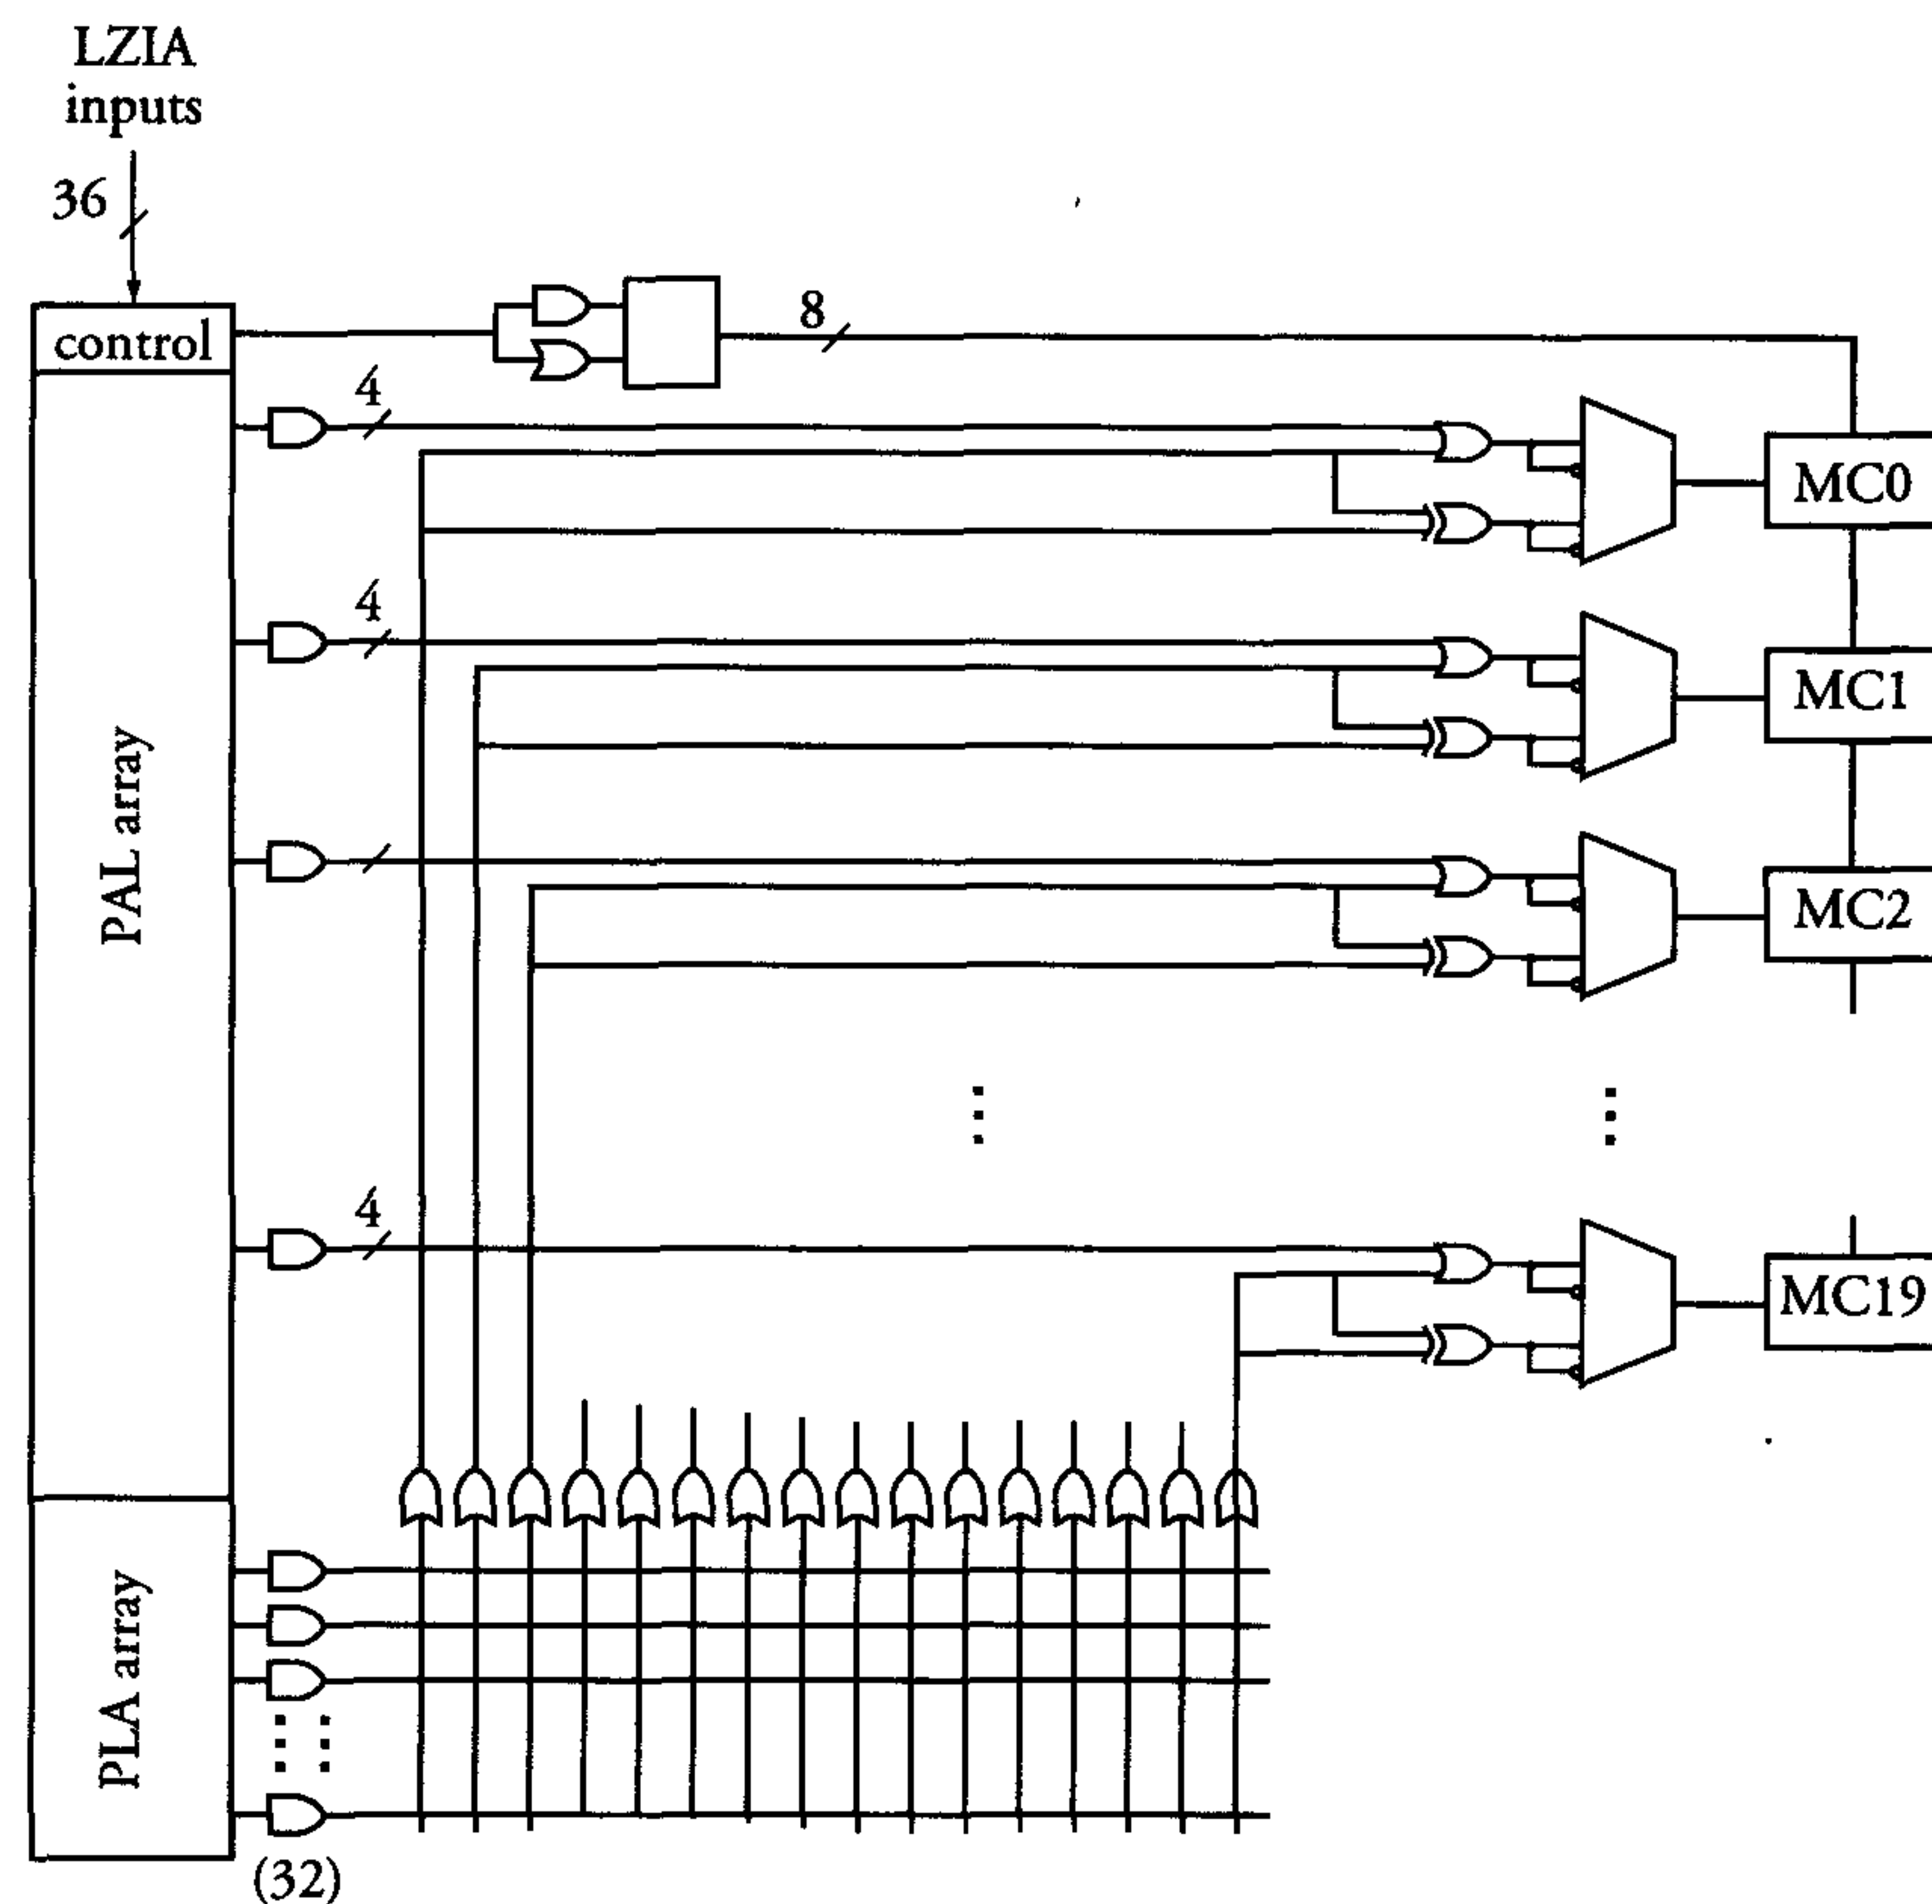 LZIA
inputs
36
control
8
4
MC0
4
MC1
PAL array
MC2
4
MC19
PLA array
(32)